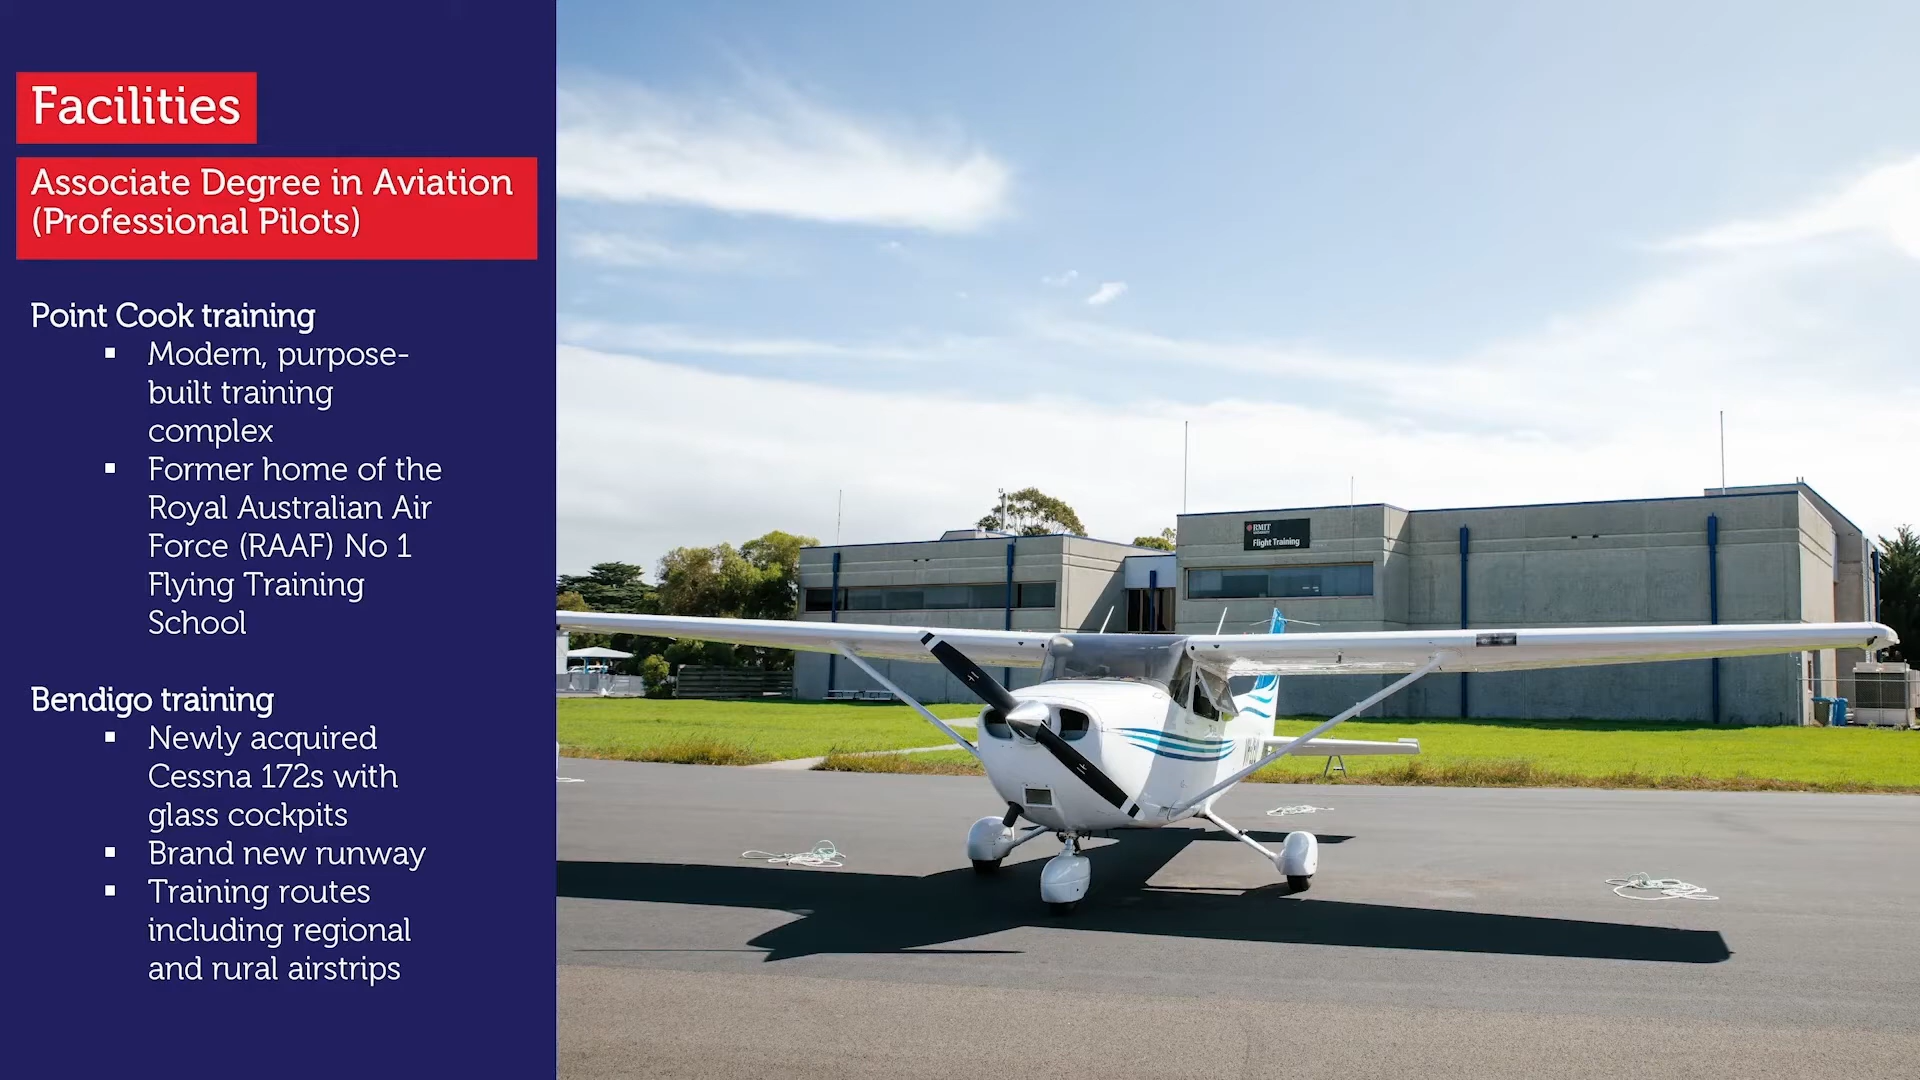 Facilities
Associate Degree in Aviation
(Professional Pilots)
Point Cook training
▪ Modern, purpose-
built training
complex
▪ Former home of the
Royal Australian Air
Force (RAAF) No 1
Flying Training
School
Bendigo training
▪ Newly acquired
Cessna 172s with
glass cockpits
▪ Brand new runway
▪ Training routes
including regional
and rural airstrips
RMIT
Flight Training